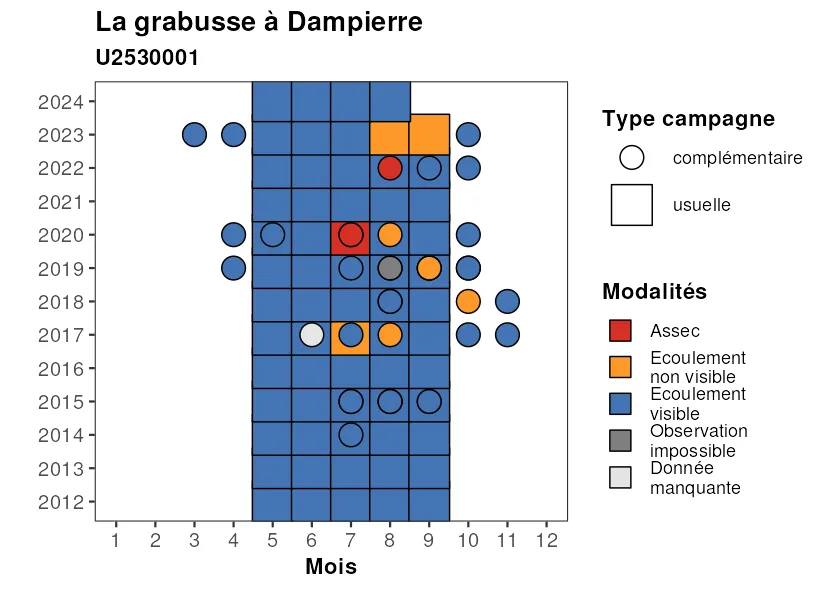 La grabusse à Dampierre
U2530001
2024
2023
2022
2021
2020
2019
2018
2017
2016
2015
2014
2013
2012
1 2 3 4 5 6 7 8 9 10 11 12
Mois
Type campagne
complémentaire
usuelle
Modalités
Assec
Ecoulement
non visible
Ecoulement
visible
Observation
impossible
Donnée
manquante